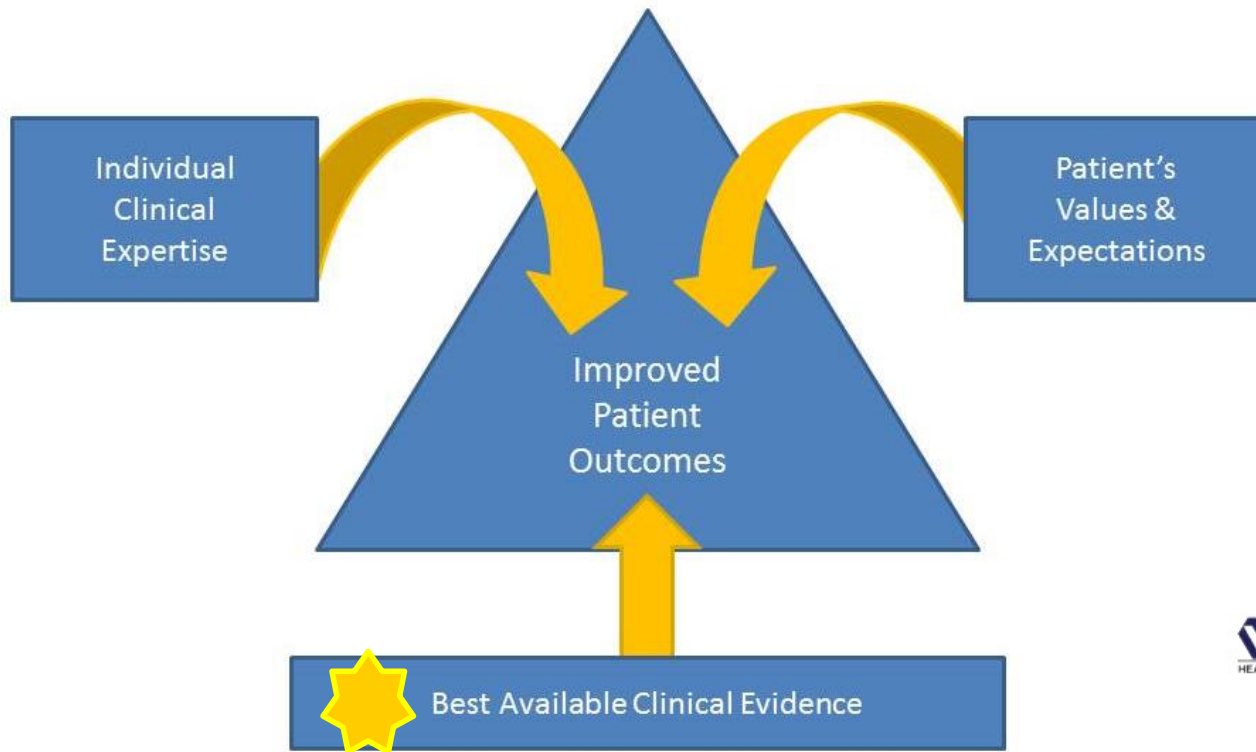 Individual
Clinical
Expertise
Patient's
Values &
Expectations
Improved
Patient
Outcomes
Best Available Clinical Evidence